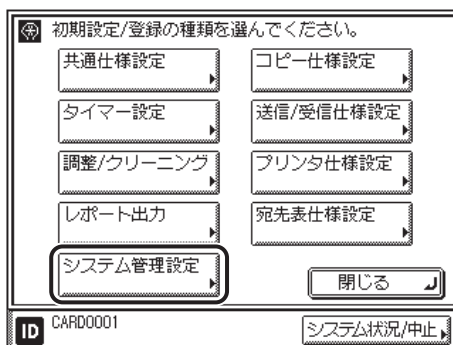 初期設定/登録の種類を選んでください。
共通仕様設定
コピー仕様設定
タイマー設定
送信/受信仕様設定
調整/クリーニング
プリンタ仕様設定
レポート出力
宛先表仕様設定
システム管理設定
閉じる
ID CARD0001
システム状況/中止